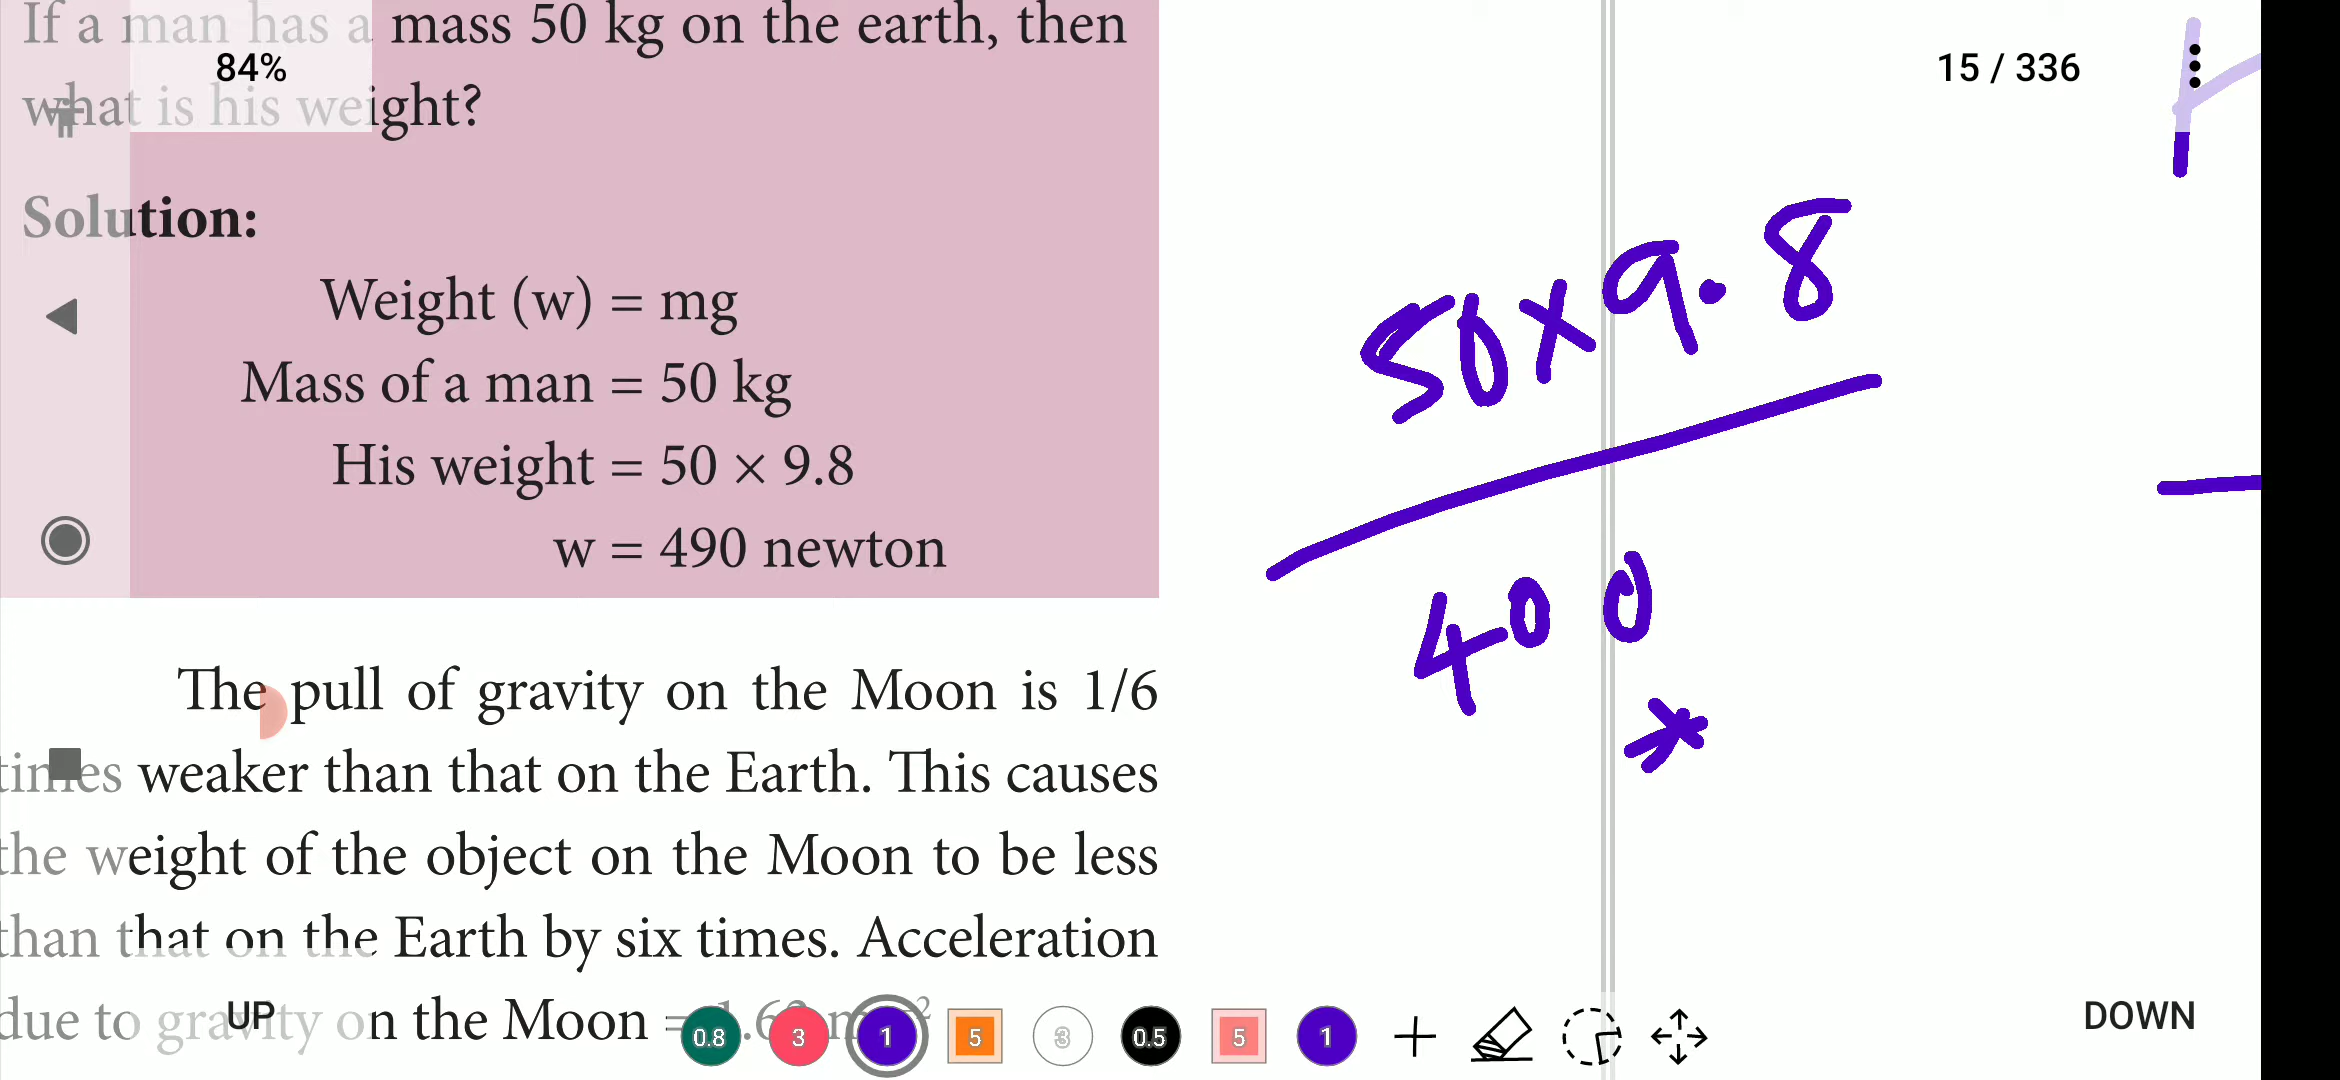 If a man has a mass 50 kg on the earth, then
84%
15 / 336
what is his weight?
Solution:
Weight (w) = mg
Mass of a man = 50 kg
His weight = 50 × 9.8
w = 490 newton
50×9.8
400
*
The pull of gravity on the Moon is 1/6
times weaker than that on the Earth. This causes
the weight of the object on the Moon to be less
than that on the Earth by six times. Acceleration
due to gravity on the Moon =
UP
0.8
3
1
5
3
0.5
5
1
DOWN